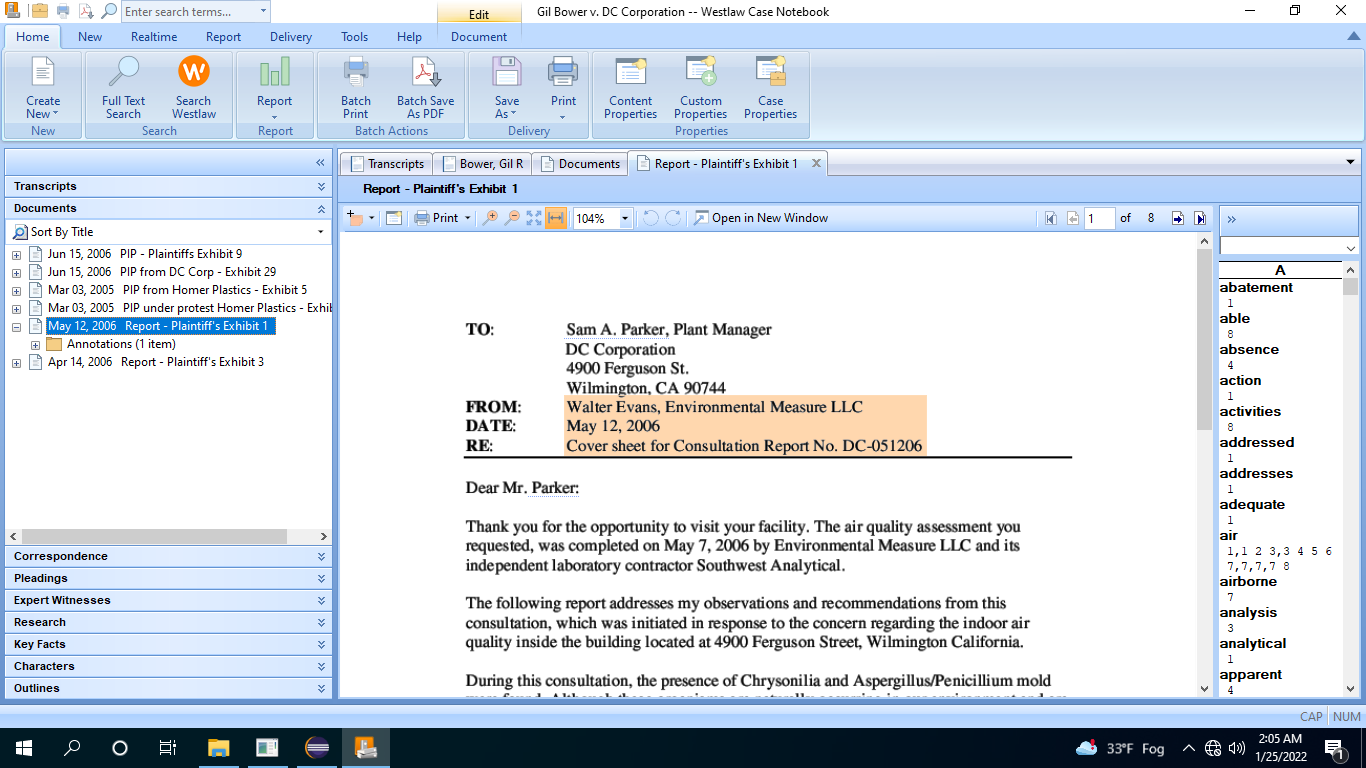 Enter search terms...
Edit
Gil Bower v. DC Corporation -- Westlaw Case Notebook
Home New Realtime Report Delivery Tools Help Document
Create New
Full Text Search
Search Westlaw
Report
Batch Print
Batch Save As PDF
Save As
Print
Content Properties
Custom Properties
Case Properties
New Search Report Batch Actions Delivery Properties
Transcripts
Documents
Sort By Title
Jun 15, 2006 PIP - Plaintiffs Exhibit 9
Jun 15, 2006 PIP from DC Corp - Exhibit 29
Mar 03, 2005 PIP from Homer Plastics - Exhibit 5
Mar 03, 2005 PIP under protest Homer Plastics - Exhib
May 12, 2006 Report - Plaintiff's Exhibit 1
Annotations (1 item)
Apr 14, 2006 Report - Plaintiff's Exhibit 3
Correspondence
Pleadings
Expert Witnesses
Research
Key Facts
Characters
Outlines
Transcripts Bower, Gil R Documents Report - Plaintiff's Exhibit 1
Report - Plaintiff's Exhibit 1
Print 104% Open in New Window 1 of 8
TO: Sam A. Parker, Plant Manager
DC Corporation
4900 Ferguson St.
Wilmington, CA 90744
FROM: Walter Evans, Environmental Measure LLC
DATE: May 12, 2006
RE: Cover sheet for Consultation Report No. DC-051206
Dear Mr. Parker:
Thank you for the opportunity to visit your facility. The air quality assessment you
requested, was completed on May 7, 2006 by Environmental Measure LLC and its
independent laboratory contractor Southwest Analytical.
The following report addresses my observations and recommendations from this
consultation, which was initiated in response to the concern regarding the indoor air
quality inside the building located at 4900 Ferguson Street, Wilmington California.
During this consultation, the presence of Chrysonilia and Aspergillus/Penicillium mold
A
abatement
1
able
8
absence
4
action
1
activities
8
addressed
1
addresses
1
adequate
1
air
1,1 2 3,3 4 5 6
7,7,7,7 8
airborne
7
analysis
3
analytical
1
apparent
4
CAP NUM
33°F Fog
2:05 AM
1/25/2022
1